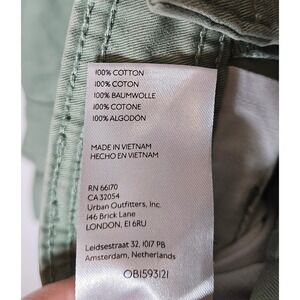 100% COTTON
100% COTON
100% BAUMWOLLE
100% COTONE
100% ALGODÓN
MADE IN VIETNAM
HECHO EN VIETNAM
RN 66170
CA 32054
Urban Outfitters, Inc.
146 Brick Lane
LONDON, E1 6RU
Leidsestraat 32, 1017 PB
Amsterdam, Netherlands
OB1593121